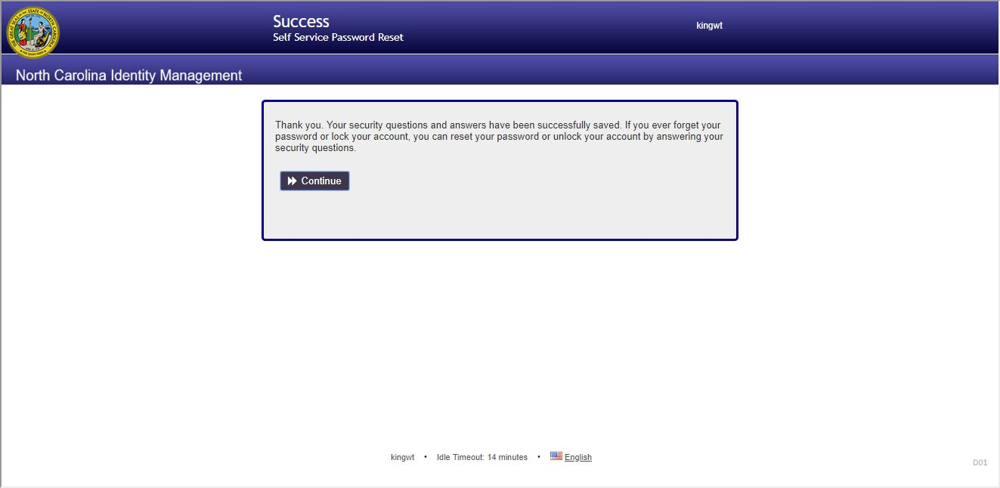 Success
Self Service Password Reset
kingwt
North Carolina Identity Management
Thank you. Your security questions and answers have been successfully saved. If you ever forget your
password or lock your account, you can reset your password or unlock your account by answering your
security questions.
Continue
kingwt • Idle Timeout: 14 minutes • English
D01